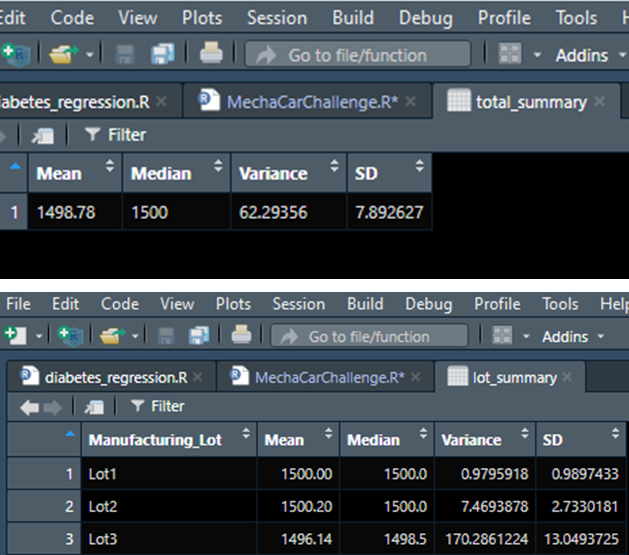 Edit Code View Plots Session Build Debug Profile Tools
Go to file/function Addins
iabetes_regression.R MechaCarChallenge.R* total_summary
Filter
Mean Median Variance SD
1 1498.78 1500 62.29356 7.892627
File Edit Code View Plots Session Build Debug Profile Tools Help
Go to file/function Addins
diabetes_regression.R MechaCarChallenge.R* lot_summary
Filter
Manufacturing_Lot Mean Median Variance SD
1 Lot1 1500.00 1500.0 0.9795918 0.9897433
2 Lot2 1500.20 1500.0 7.4693878 2.7330181
3 Lot3 1496.14 1498.5 170.2861224 13.0493725